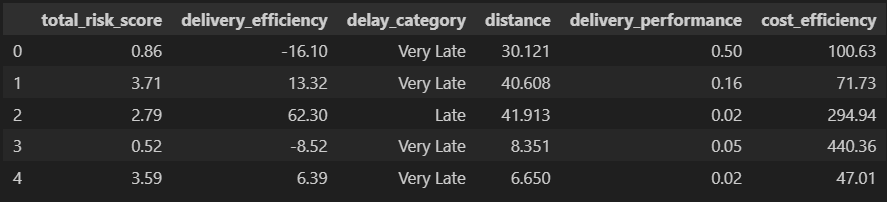 total_risk_score delivery_efficiency delay_category distance delivery_performance cost_efficiency
0 0.86 -16.10 Very Late 30.121 0.50 100.63
1 3.71 13.32 Very Late 40.608 0.16 71.73
2 2.79 62.30 Late 41.913 0.02 294.94
3 0.52 -8.52 Very Late 8.351 0.05 440.36
4 3.59 6.39 Very Late 6.650 0.02 47.01